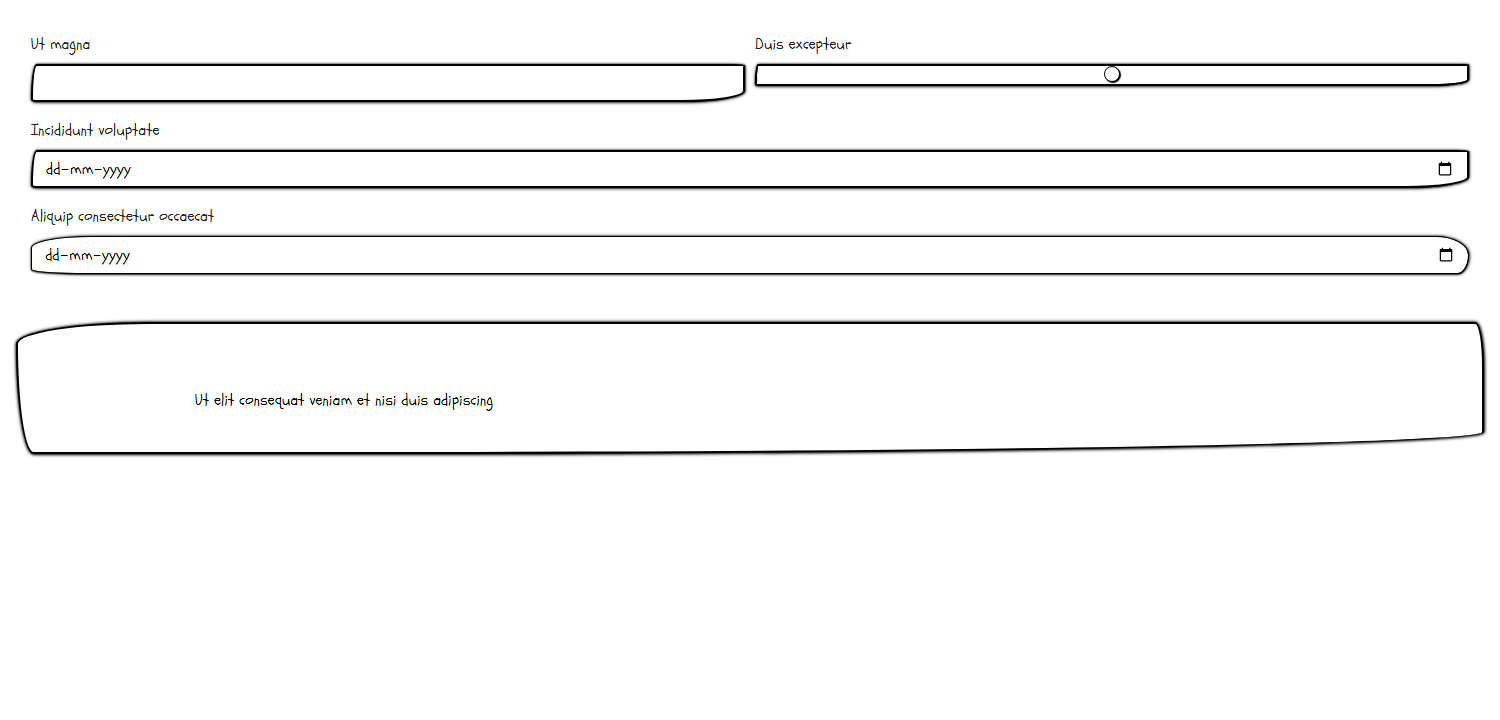 Ut magna
Duis excepteur
Incididunt voluptate
dd-mm-yyyy
Aliquip consectetur occaecat
dd-mm-yyyy
Ut elit consequat veniam et nisi duis adipiscing